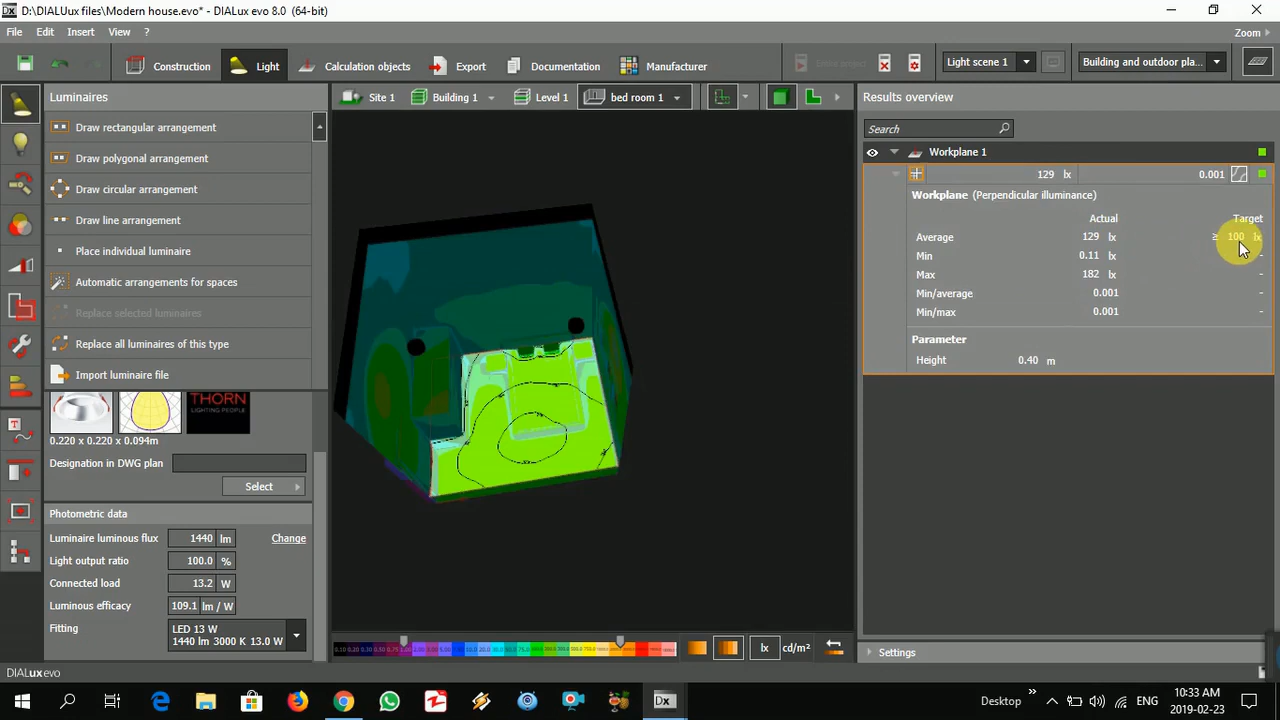 D:\DIALUux files\Modern house.evo* - DIALux evo 8.0 (64-bit)
File Edit Insert View ?
Zoom
Construction Light Calculation objects Export Documentation Manufacturer Entire project Light scene 1 Building and outdoor pla...
Luminaires
Site 1 Building 1 Level 1 bed room 1
Results overview
Draw rectangular arrangement
Draw polygonal arrangement
Draw circular arrangement
Draw line arrangement
Place individual luminaire
Automatic arrangements for spaces
Replace selected luminaires
Replace all luminaires of this type
Import luminaire file
THORN
LIGHTING PEOPLE
0.220 x 0.220 x 0.094m
Designation in DWG plan
Select
Photometric data
Luminaire luminous flux 1440 lm Change
Light output ratio 100.0 %
Connected load 13.2 W
Luminous efficacy 109.1 lm / W
Fitting LED 13 W
1440 lm 3000 K 13.0 W
Search
Workplane 1
129 lx 0.001
Workplane (Perpendicular illuminance)
Actual Target
Average 129 lx ≥ 100 lx
Min 0.11 lx -
Max 182 lx -
Min/average 0.001 -
Min/max 0.001 -
Parameter
Height 0.40 m
lx cd/m²
Settings
DIALux evo
Desktop
ENG
10:33 AM
2019-02-23